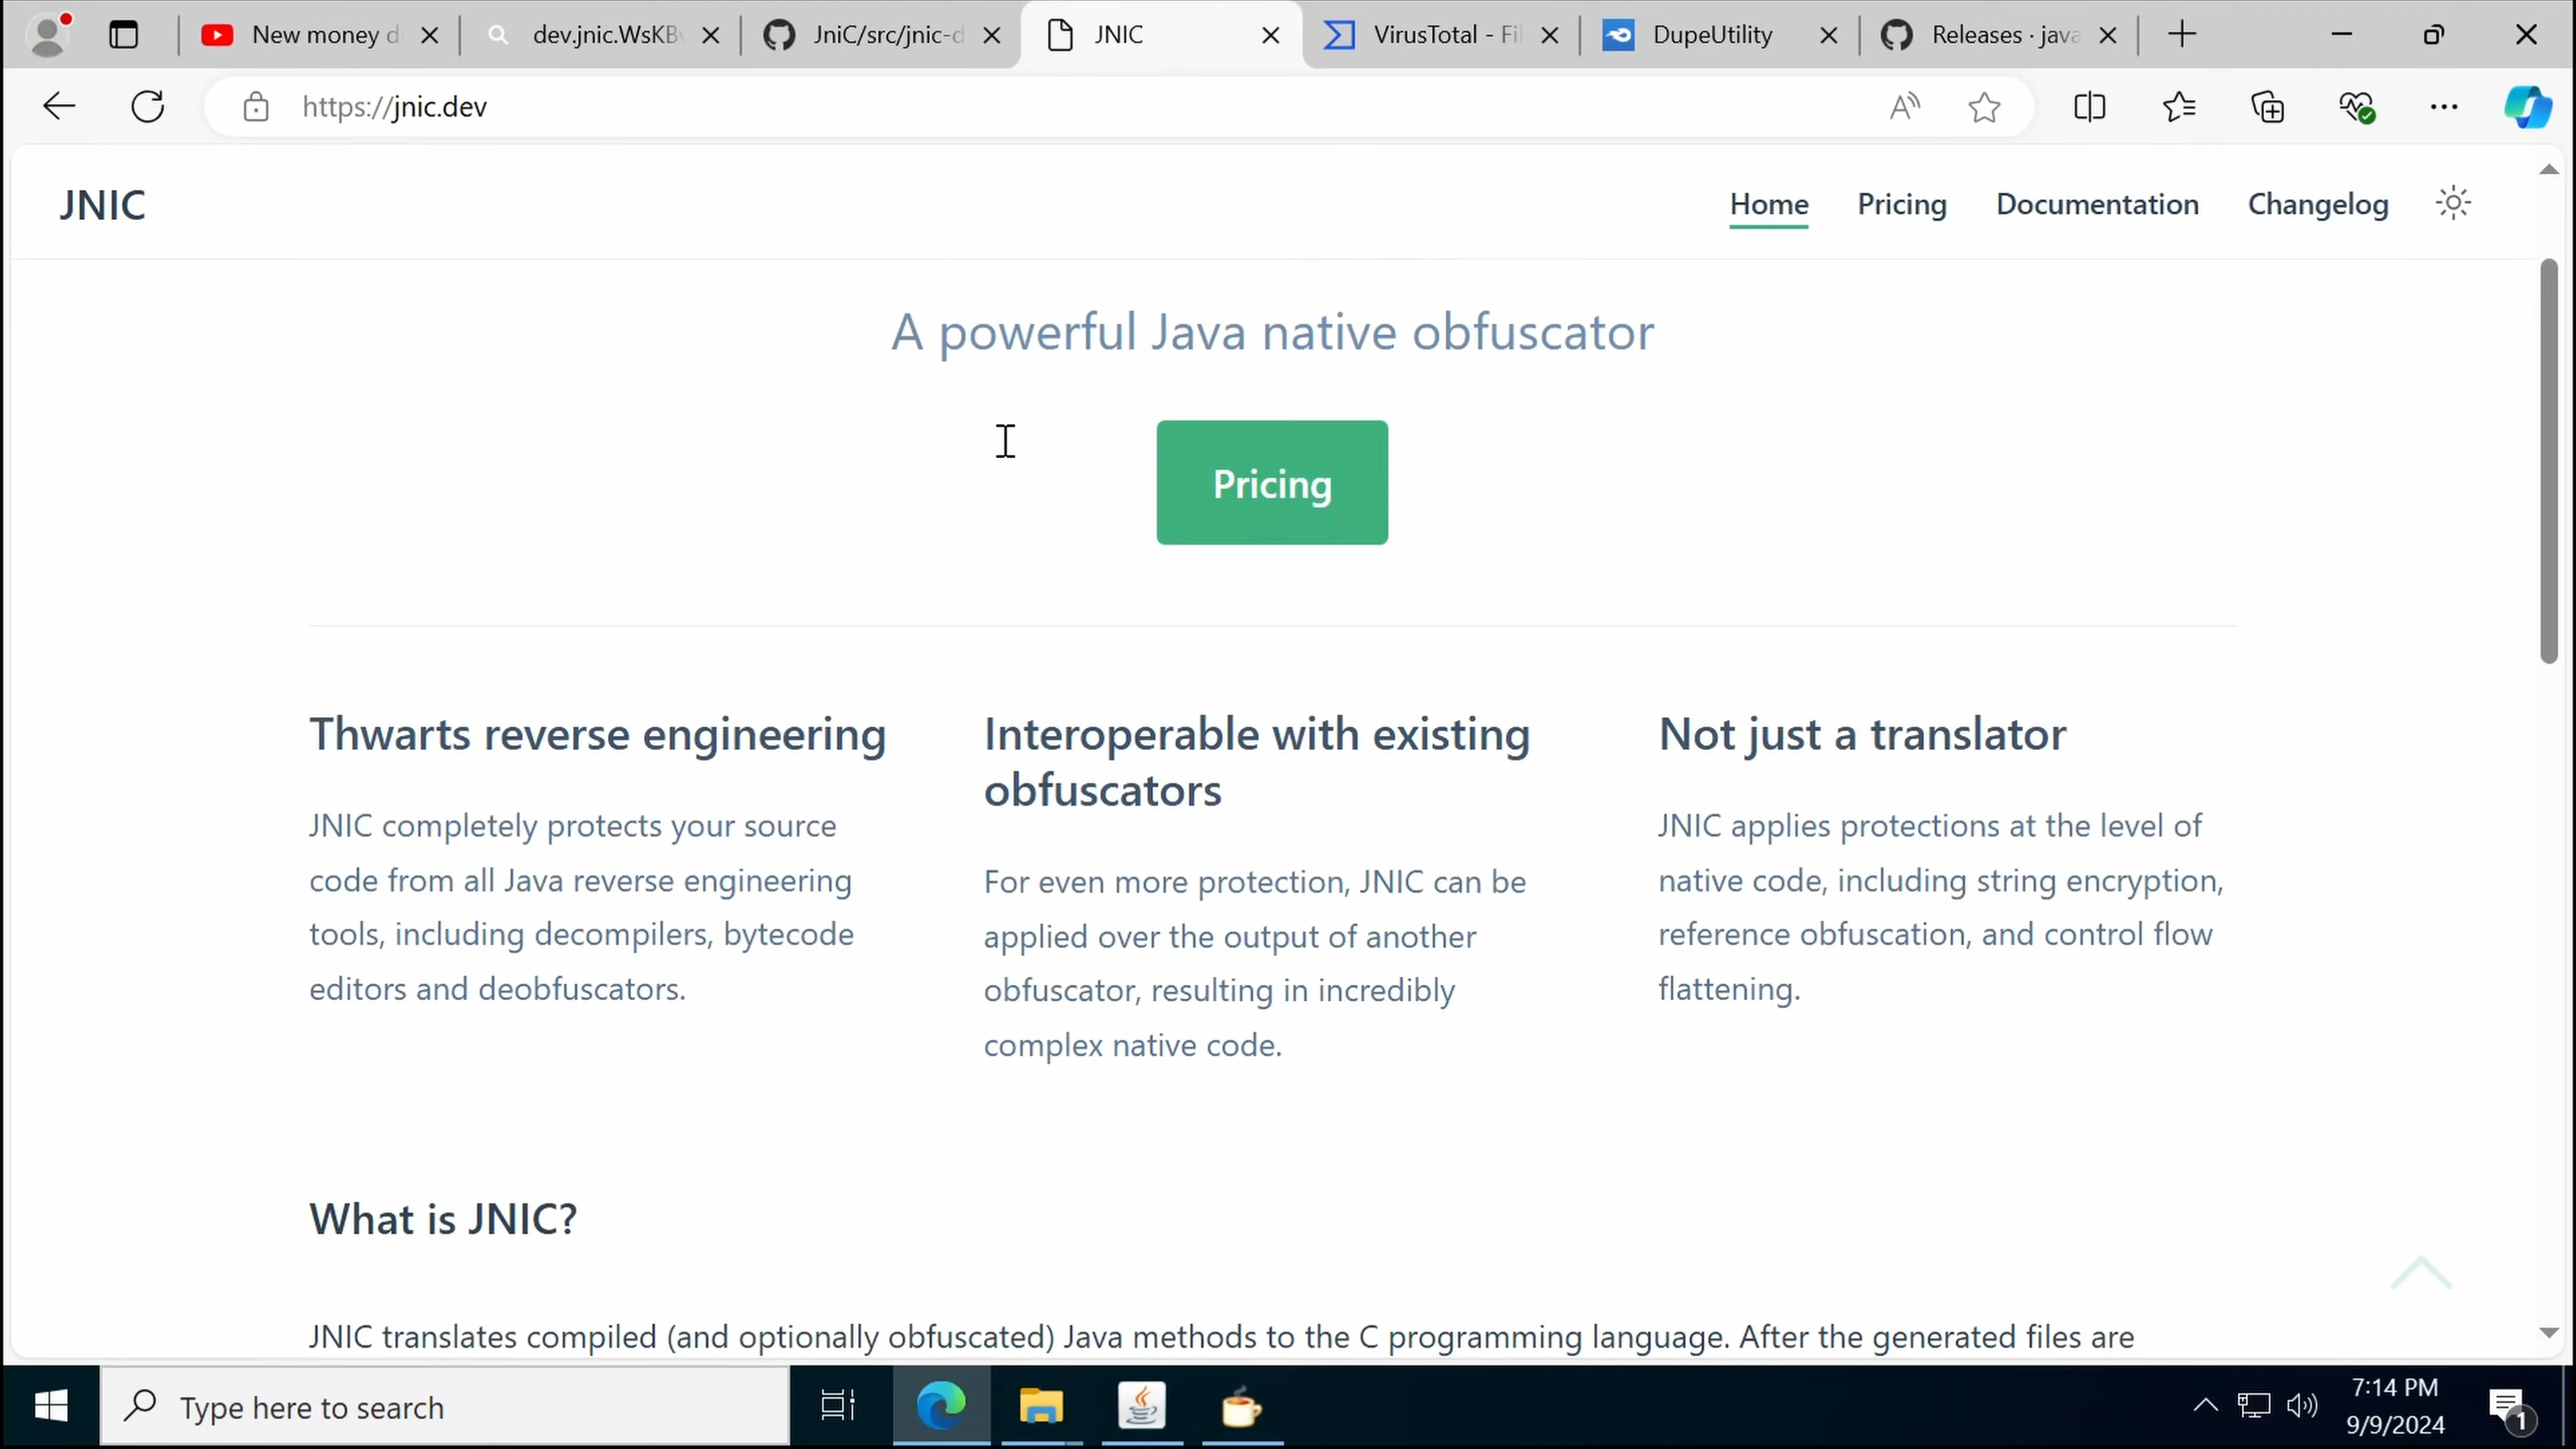 New money d
dev.jnic.WsKB
JniC/src/jnic-d
JNIC
VirusTotal - Fil
DupeUtility
Releases · java
https://jnic.dev
JNIC
Home
Pricing
Documentation
Changelog
A powerful Java native obfuscator
Pricing
Thwarts reverse engineering
JNIC completely protects your source
code from all Java reverse engineering
tools, including decompilers, bytecode
editors and deobfuscators.
Interoperable with existing
obfuscators
For even more protection, JNIC can be
applied over the output of another
obfuscator, resulting in incredibly
complex native code.
Not just a translator
JNIC applies protections at the level of
native code, including string encryption,
reference obfuscation, and control flow
flattening.
What is JNIC?
JNIC translates compiled (and optionally obfuscated) Java methods to the C programming language. After the generated files are
Type here to search
7:14 PM
9/9/2024
1